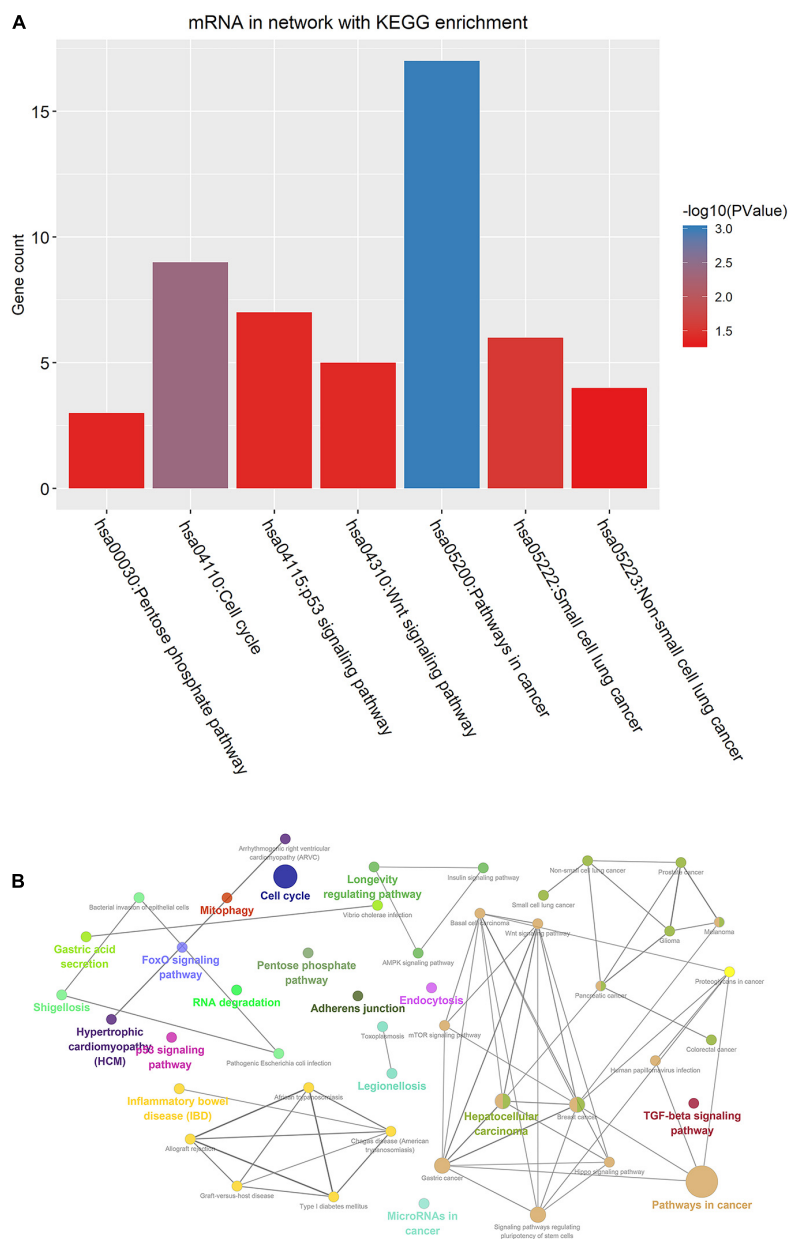 A
mRNA in network with KEGG enrichment
15
10
5
0
Gene count
-log10(PValue)
3.0
2.5
2.0
1.5
hsa00030:Pentose phosphate pathway
hsa04110:Cell cycle
hsa04115:p53 signaling pathway
hsa04310:Wnt signaling pathway
hsa05200:Pathways in cancer
hsa05222:Small cell lung cancer
hsa05223:Non-small cell lung cancer
B
Arrhythmogenic right ventricular
cardiomyopathy (ARVC)
Cell cycle
Longevity
regulating pathway
Insulin signaling pathway
Non-small cell lung cancer
Prostate cancer
Small cell lung cancer
Bacterial invasion of epithelial cells
Mitophagy
Vibrio cholerae infection
Basal cell carcinoma
Wnt signaling pathway
Glioma
Melanoma
Gastric acid
secretion
FoxO signaling
pathway
Pentose phosphate
pathway
AMPK signaling pathway
Proteoglycans in cancer
Pancreatic cancer
Shigellosis
RNA degradation
Adherens junction
Endocytosis
Hypertrophic
cardiomyopathy
(HCM)
p53 signaling
pathway
Toxoplasmosis
mTOR signaling pathway
Colorectal cancer
Pathogenic Escherichia coli infection
Legionellosis
Human papillomavirus infection
Inflammatory bowel
disease (IBD)
African trypanosomiasis
Hepatocellular
carcinoma
Breast cancer
TGF-beta signaling
pathway
Allograft rejection
Chagas disease (American
trypanosomiasis)
Gastric cancer
Hippo signaling pathway
Graft-versus-host disease
Type I diabetes mellitus
MicroRNAs in
cancer
Signaling pathways regulating
pluripotency of stem cells
Pathways in cancer